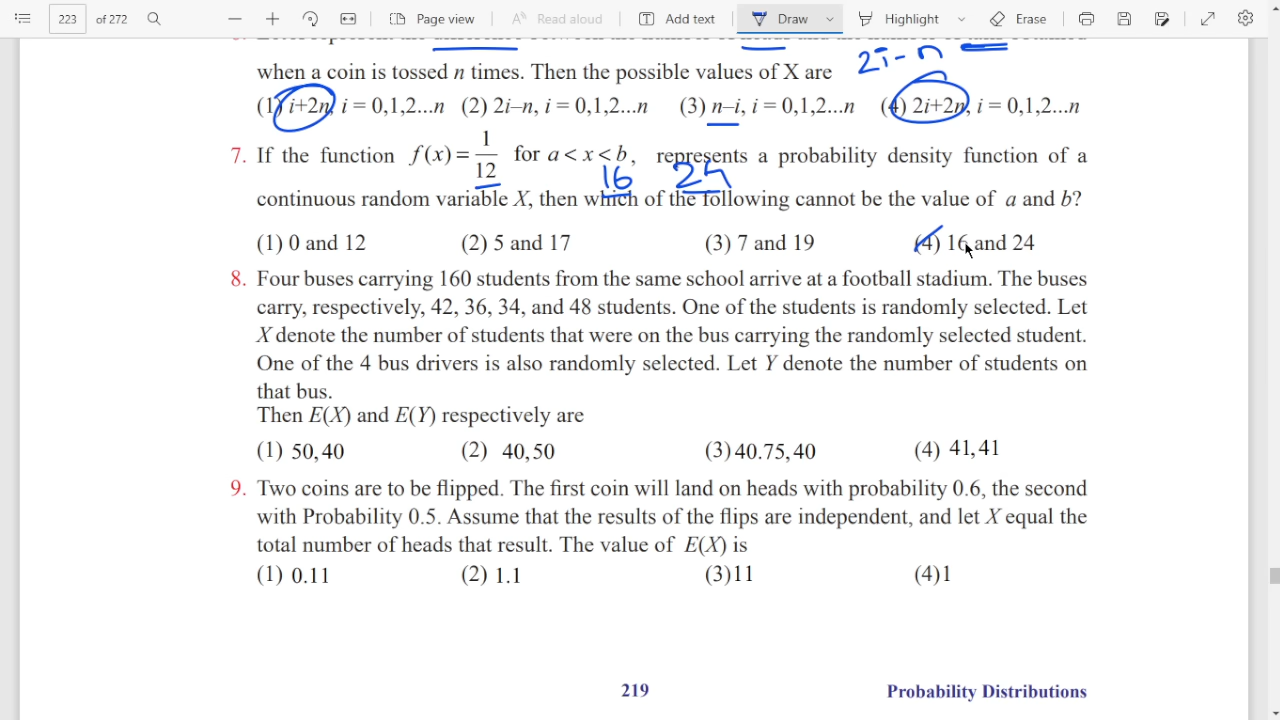 223 of 272 Page view Read aloud Add text Draw Highlight Erase
2i-n
when a coin is tossed n times. Then the possible values of X are
(1) i+2n, i = 0,1,2...n (2) 2i–n, i = 0,1,2...n (3) n–i, i = 0,1,2...n (4) 2i+2n, i = 0,1,2...n
7. If the function f(x) = 1/12 for a < x < b, represents a probability density function of a
16 24
continuous random variable X, then which of the following cannot be the value of a and b?
(1) 0 and 12 (2) 5 and 17 (3) 7 and 19 (4) 16 and 24
8. Four buses carrying 160 students from the same school arrive at a football stadium. The buses
carry, respectively, 42, 36, 34, and 48 students. One of the students is randomly selected. Let
X denote the number of students that were on the bus carrying the randomly selected student.
One of the 4 bus drivers is also randomly selected. Let Y denote the number of students on
that bus.
Then E(X) and E(Y) respectively are
(1) 50,40 (2) 40,50 (3) 40.75,40 (4) 41,41
9. Two coins are to be flipped. The first coin will land on heads with probability 0.6, the second
with Probability 0.5. Assume that the results of the flips are independent, and let X equal the
total number of heads that result. The value of E(X) is
(1) 0.11 (2) 1.1 (3) 11 (4) 1
219 Probability Distributions